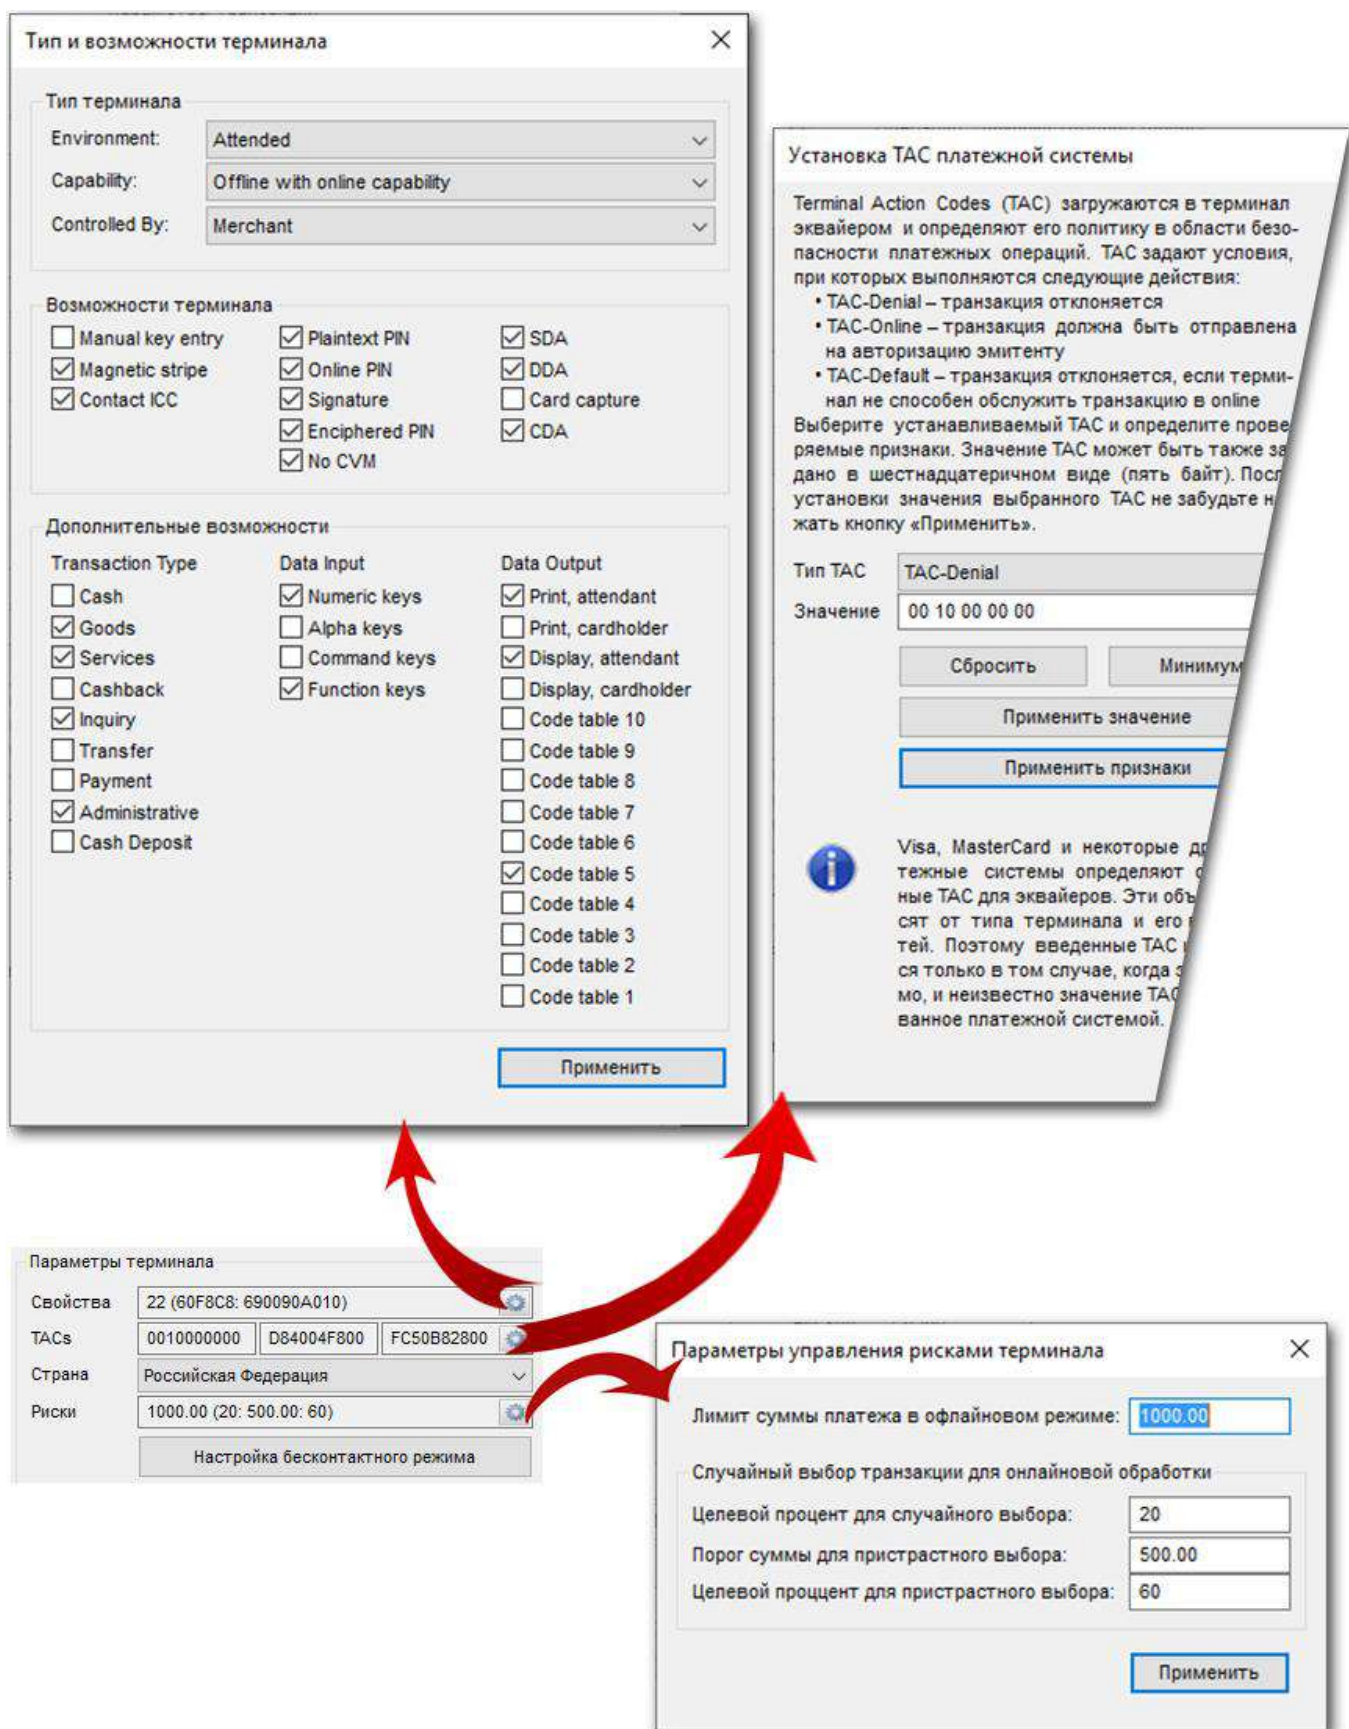 Тип и возможности терминала
Тип терминала
Environment: Attended
Capability: Offline with online capability
Controlled By: Merchant
Возможности терминала
Manual key entry Plaintext PIN SDA
Magnetic stripe Online PIN DDA
Contact ICC Signature Card capture
Enciphered PIN CDA
No CVM
Дополнительные возможности
Transaction Type Data Input Data Output
Cash Numeric keys Print, attendant
Goods Alpha keys Print, cardholder
Services Command keys Display, attendant
Cashback Function keys Display, cardholder
Inquiry Code table 10
Transfer Code table 9
Payment Code table 8
Administrative Code table 7
Cash Deposit Code table 6
Code table 5
Code table 4
Code table 3
Code table 2
Code table 1
Применить
Установка TAC платежной системы
Terminal Action Codes (TAC) загружаются в терминал
эквайером и определяют его политику в области безо-
пасности платежных операций. TAC задают условия,
при которых выполняются следующие действия:
• TAC-Denial – транзакция отклоняется
• TAC-Online – транзакция должна быть отправлена
на авторизацию эмитенту
• TAC-Default – транзакция отклоняется, если терми-
нал не способен обслужить транзакцию в online
Выберите устанавливаемый TAC и определите прове
ряемые признаки. Значение TAC может быть также за
дано в шестнадцатеричном виде (пять байт). Посл
установки значения выбранного TAC не забудьте н
жать кнопку «Применить».
Тип TAC TAC-Denial
Значение 00 10 00 00 00
Сбросить Минимум
Применить значение
Применить признаки
Visa, MasterCard и некоторые др
тежные системы определяют
ные TAC для эквайеров. Эти объ
сят от типа терминала и его
тей. Поэтому введенные TAC
ся только в том случае, когда з
мо, и неизвестно значение TAC
ванное платежной системой.
Параметры терминала
Свойства 22 (60F8C8: 690090A010)
TACs 0010000000 D84004F800 FC50B82800
Страна Российская Федерация
Риски 1000.00 (20: 500.00: 60)
Настройка бесконтактного режима
Параметры управления рисками терминала
Лимит суммы платежа в офлайновом режиме: 1000.00
Случайный выбор транзакции для онлайновой обработки
Целевой процент для случайного выбора: 20
Порог суммы для пристрастного выбора: 500.00
Целевой проццент для пристрастного выбора: 60
Применить